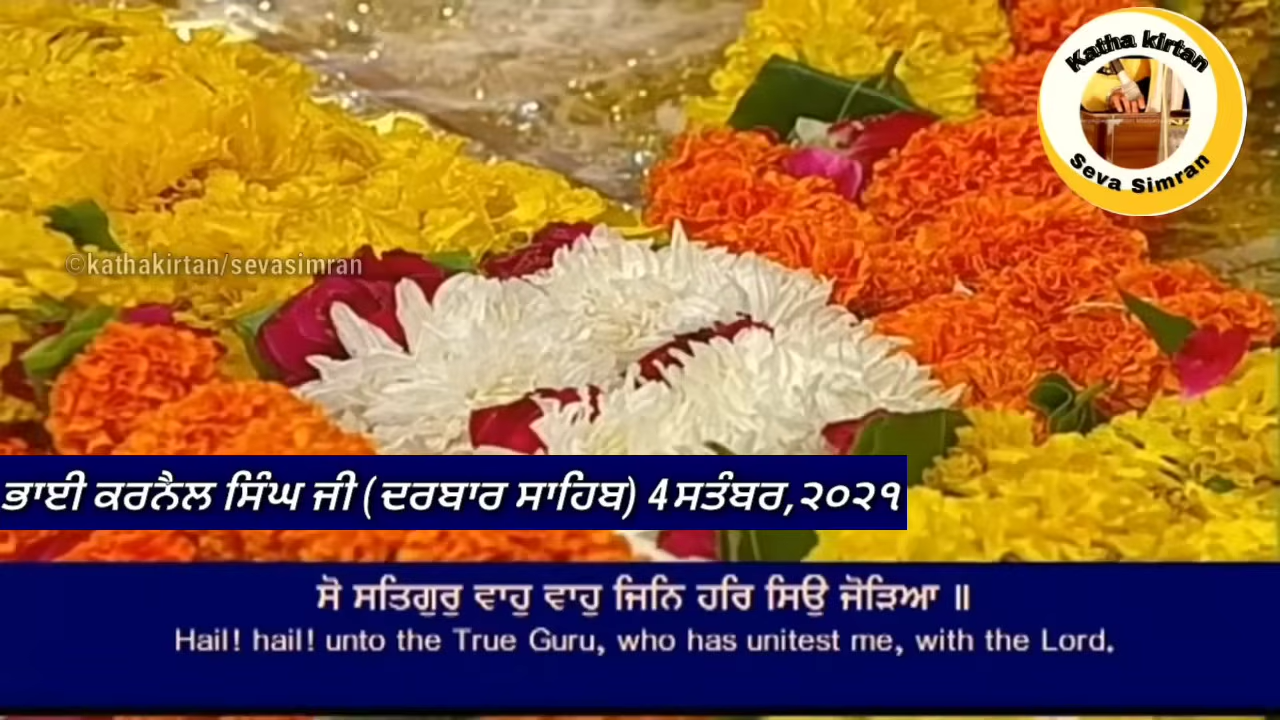 Katha kirtan
Seva Simran
©kathakirtan/sevasimran
ਭਾਈ ਕਰਨੈਲ ਸਿੰਘ ਜੀ (ਦਰਬਾਰ ਸਾਹਿਬ) 4 ਸਤੰਬਰ,੨੦੨੧
ਸੋ ਸਤਿਗੁਰੁ ਵਾਹੁ ਵਾਹੁ ਜਿਨਿ ਹਰਿ ਸਿਉ ਜੋੜਿਆ ॥
Hail! hail! unto the True Guru, who has unitest me, with the Lord.